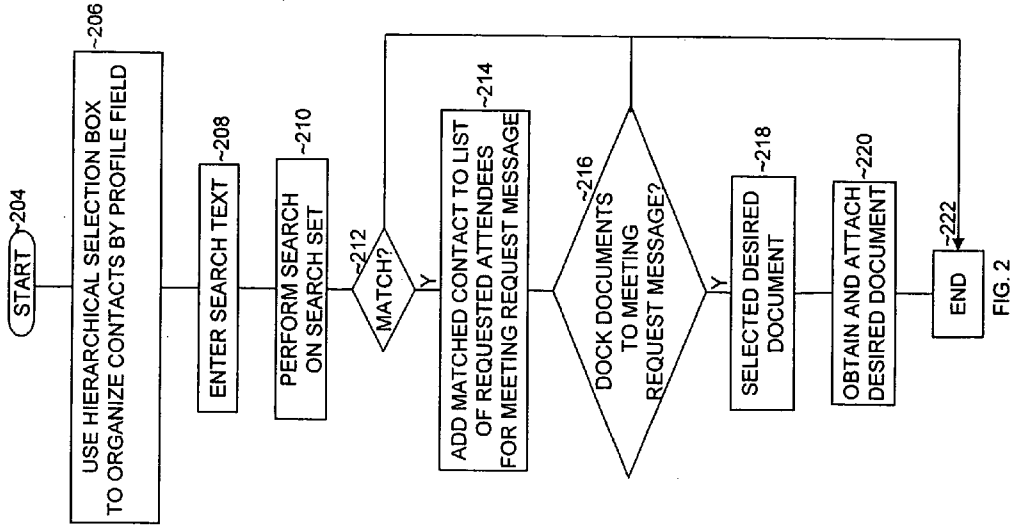 START ~204
~206
USE HIERARCHICAL SELECTION BOX
TO ORGANIZE CONTACTS BY PROFILE FIELD
ENTER SEARCH TEXT ~208
~210
PERFORM SEARCH
ON SEARCH SET
~212
MATCH?
Y
~214
ADD MATCHED CONTACT TO LIST
OF REQUESTED ATTENDEES
FOR MEETING REQUEST MESSAGE
~216
DOCK DOCUMENTS
TO MEETING
REQUEST MESSAGE?
Y
~218
SELECTED DESIRED
DOCUMENT
~220
OBTAIN AND ATTACH
DESIRED DOCUMENT
~222
END
FIG. 2